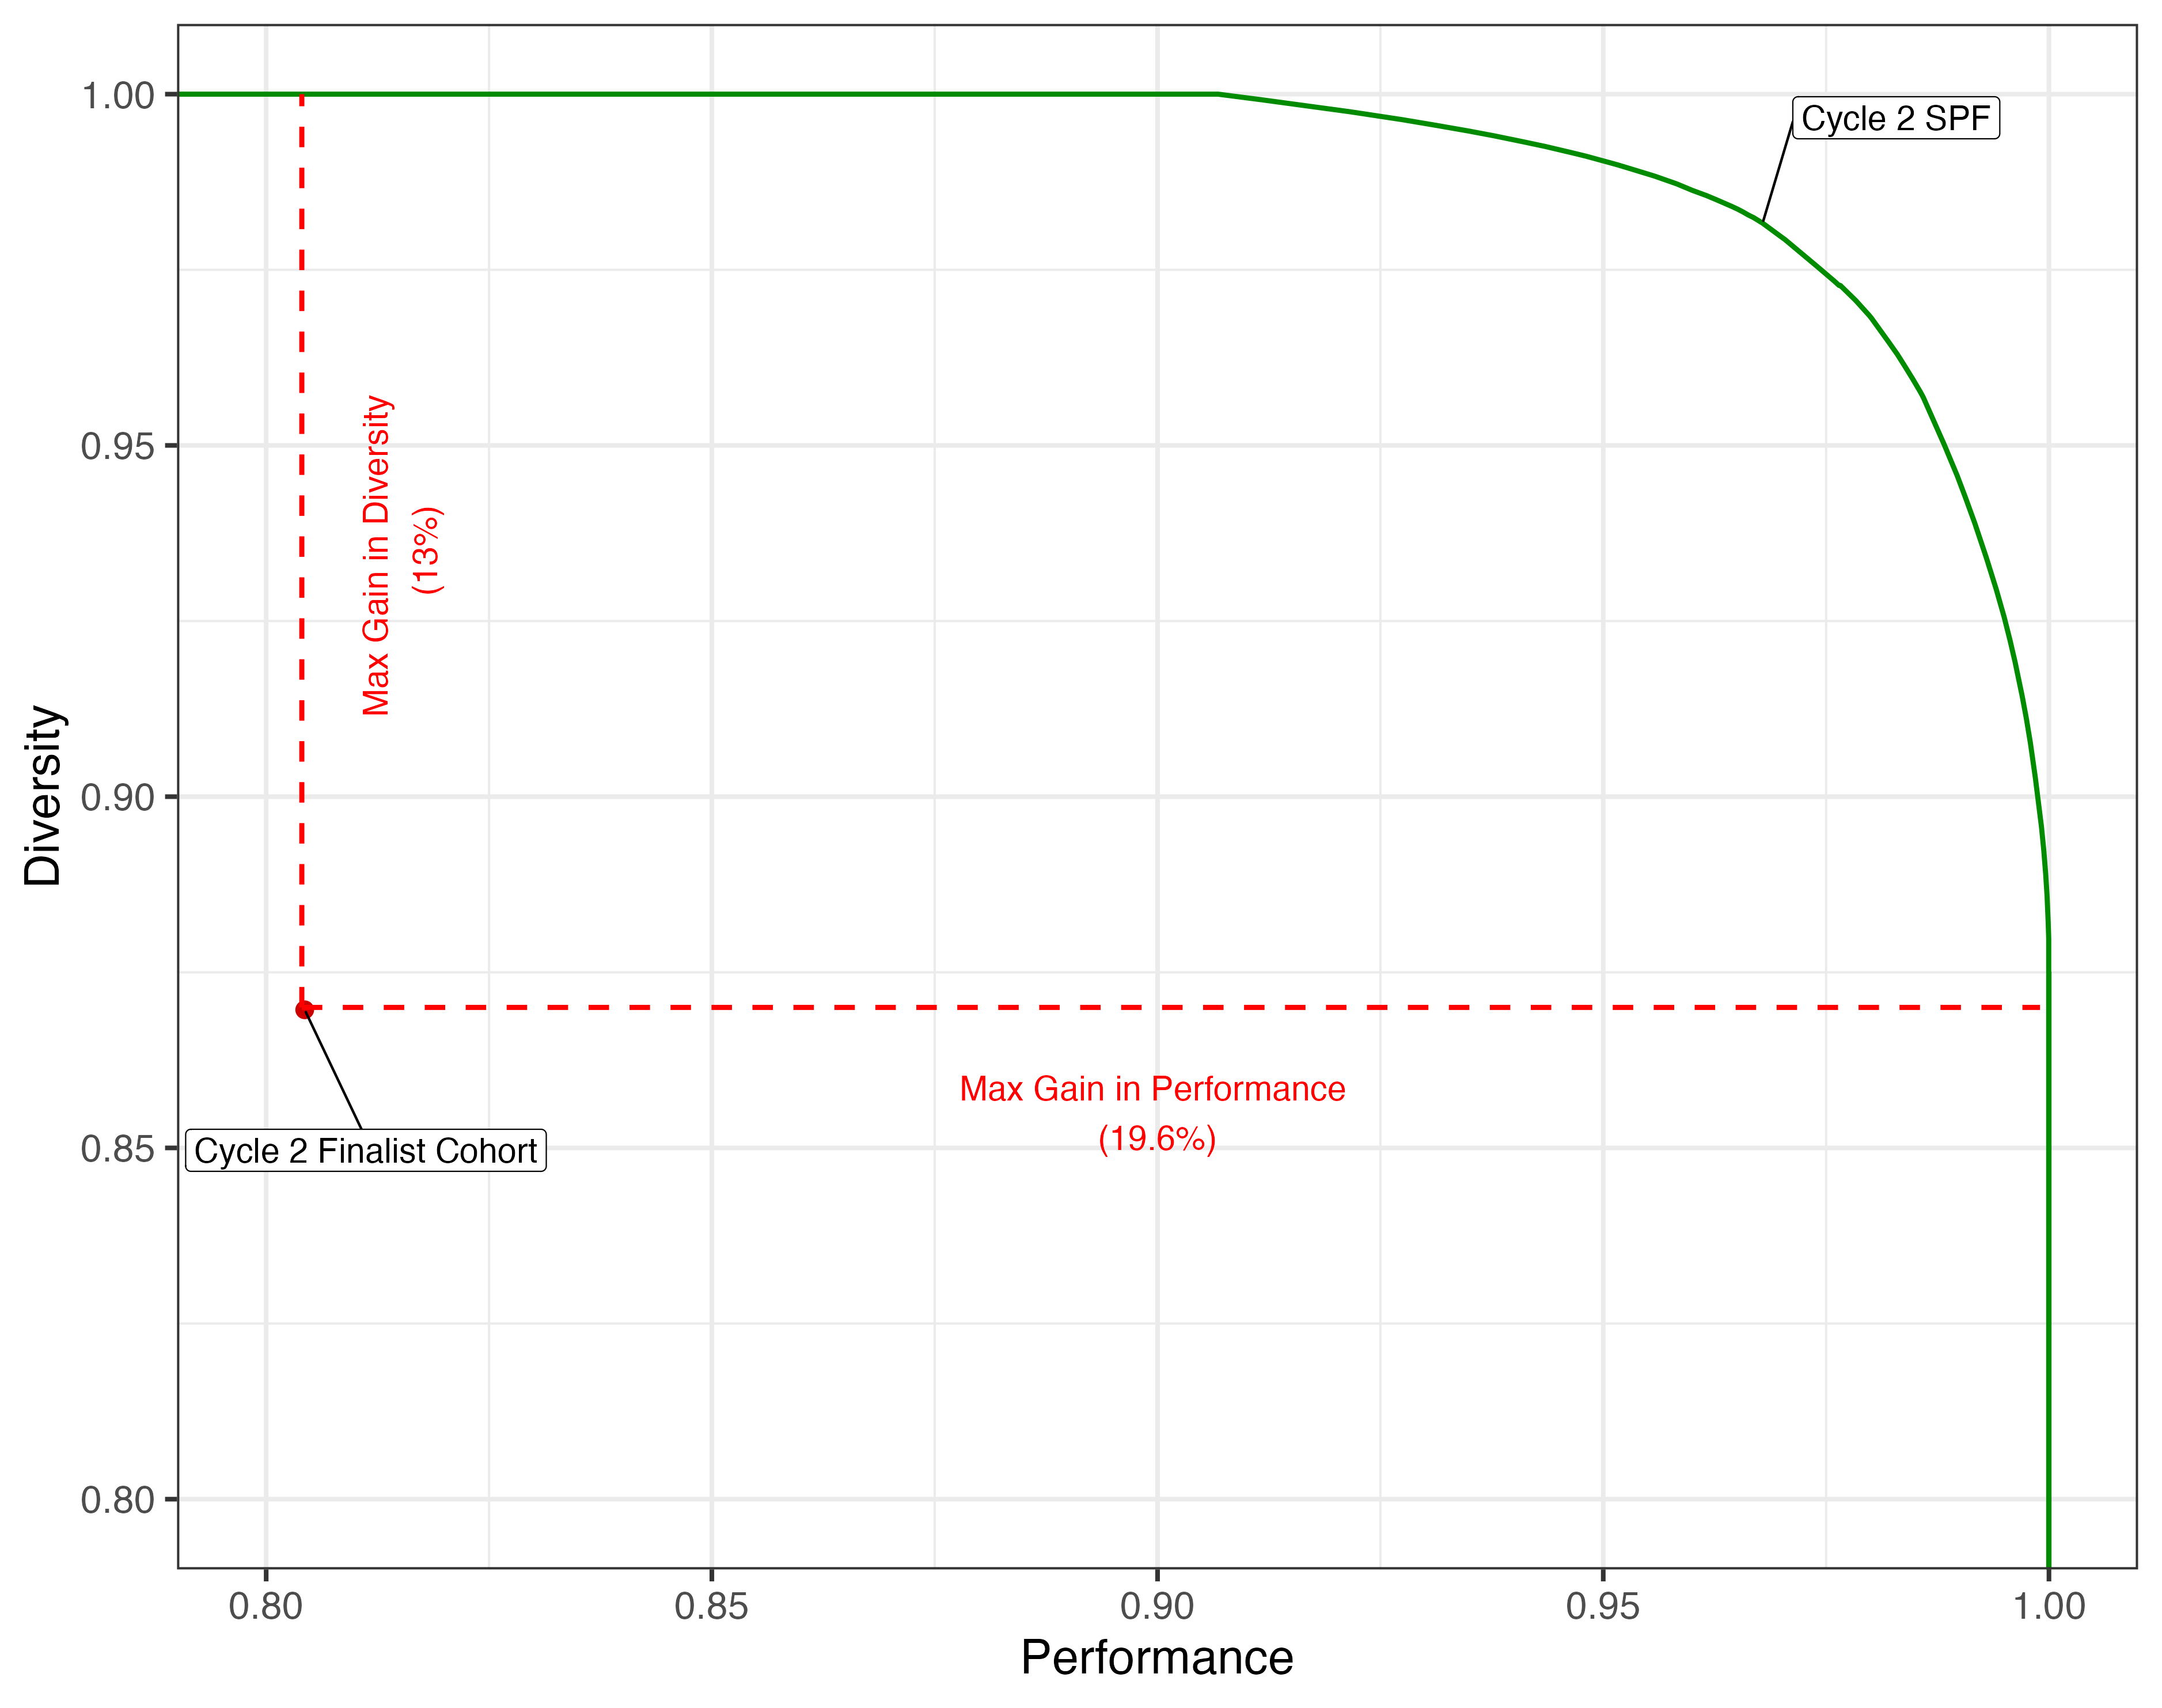 1.00
0.95
0.90
0.85
0.80
Diversity
Cycle 2 SPF
Max Gain in Diversity
(13%)
Max Gain in Performance
(19.6%)
Cycle 2 Finalist Cohort
0.80
0.85
0.90
0.95
1.00
Performance